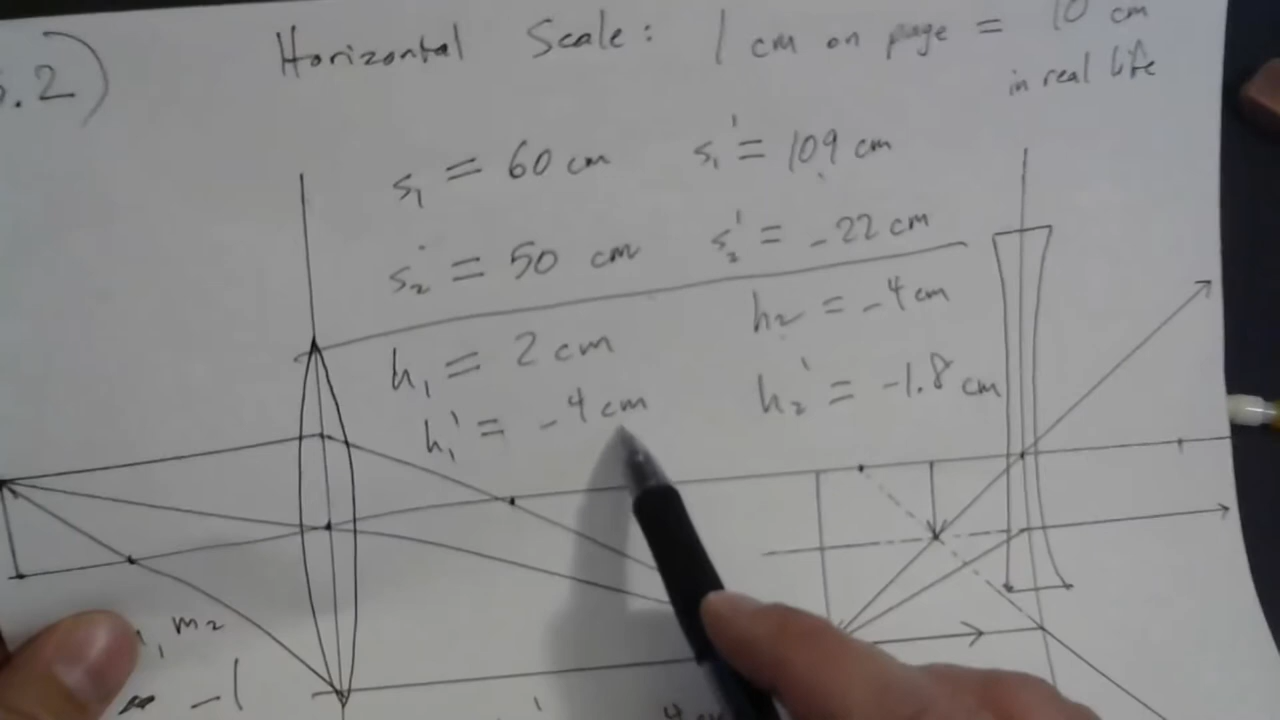 .2)
Horizontal Scale: 1 cm on page = 10 cm
in real life
s₁ = 60 cm s₁' = 109 cm
s₂ = 50 cm s₂' = -22 cm
h₁ = 2 cm h₂ = -4 cm
h₁' = -4 cm h₂' = -1.8 cm
, m₂
-1